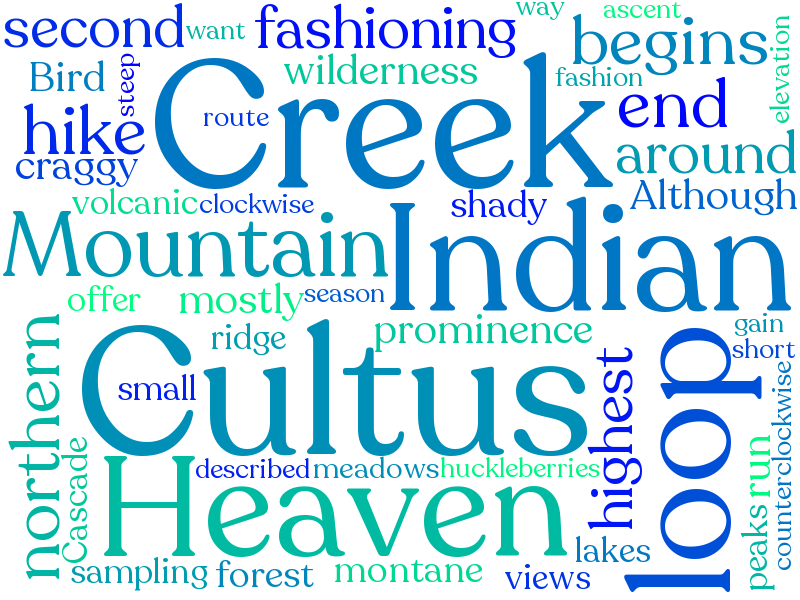 second
want
fashioning
way
ascent
begins
elevation
Bird
steep
wilderness
fashion
Creek
route
hike
end
craggy
around
volcanic
clockwise
shady
Although
Mountain
Indian
offer
mostly
season
ridge
prominence
gain
short
northern
Cultus
small
highest
loop
counterclockwise
Cascade
described
meadows
huckleberries
run
peaks
Heaven
sampling
forest
montane
views
lakes